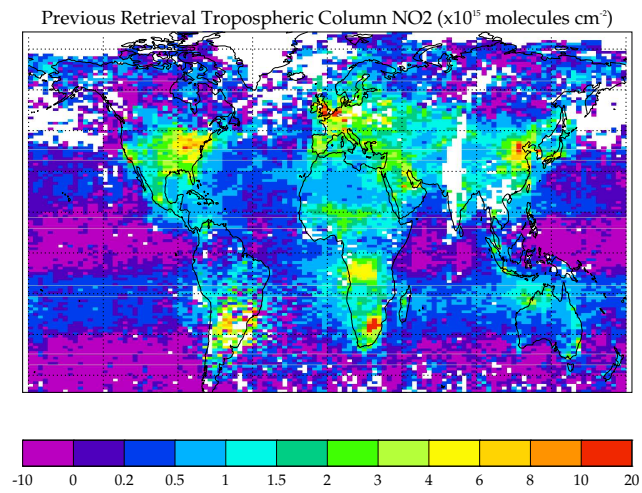 Previous Retrieval Tropospheric Column NO2 (x10¹⁵ molecules cm⁻²)
-10 0 0.2 0.5 1 1.5 2 3 4 6 8 10 20